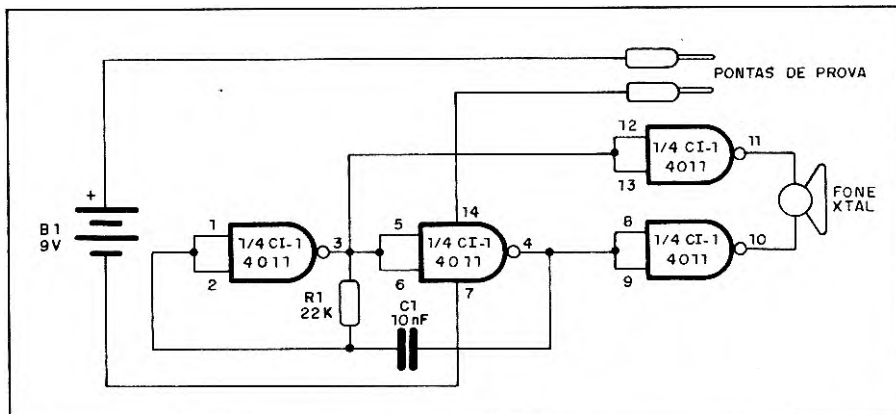 PONTAS DE PROVA
12
1/4 CI-1
4011
11
13
+
B1
9V
14
1
1/4 CI-1
4011
3
2
5
1/4 CI-1
4011
4
6
7
8
1/4 CI-1
4011
10
9
FONE
XTAL
R1
22K
C1
10nF